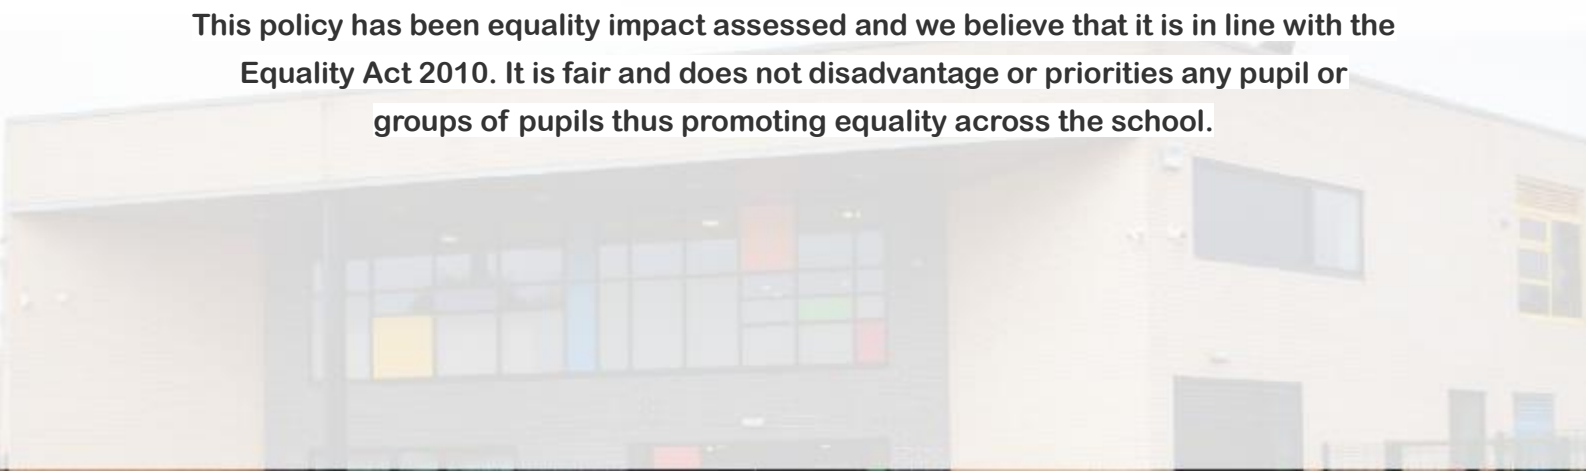 This policy has been equality impact assessed and we believe that it is in line with the
Equality Act 2010. It is fair and does not disadvantage or priorities any pupil or
groups of pupils thus promoting equality across the school.